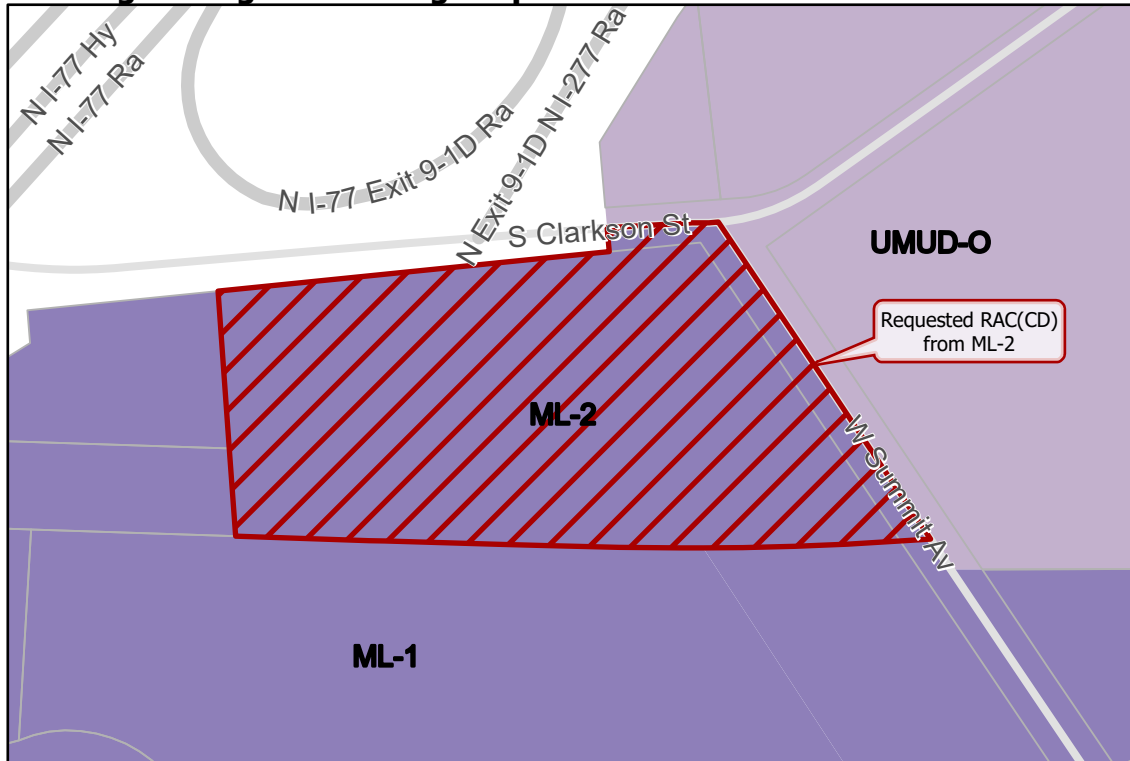 N I-77 Hy
N I-77 Ra
N I-77 Exit 9-1D Ra
N Exit 9-1D N I-277 Ra
S Clarkson St
UMUD-O
Requested RAC(CD)
from ML-2
ML-2
W Summit Av
ML-1